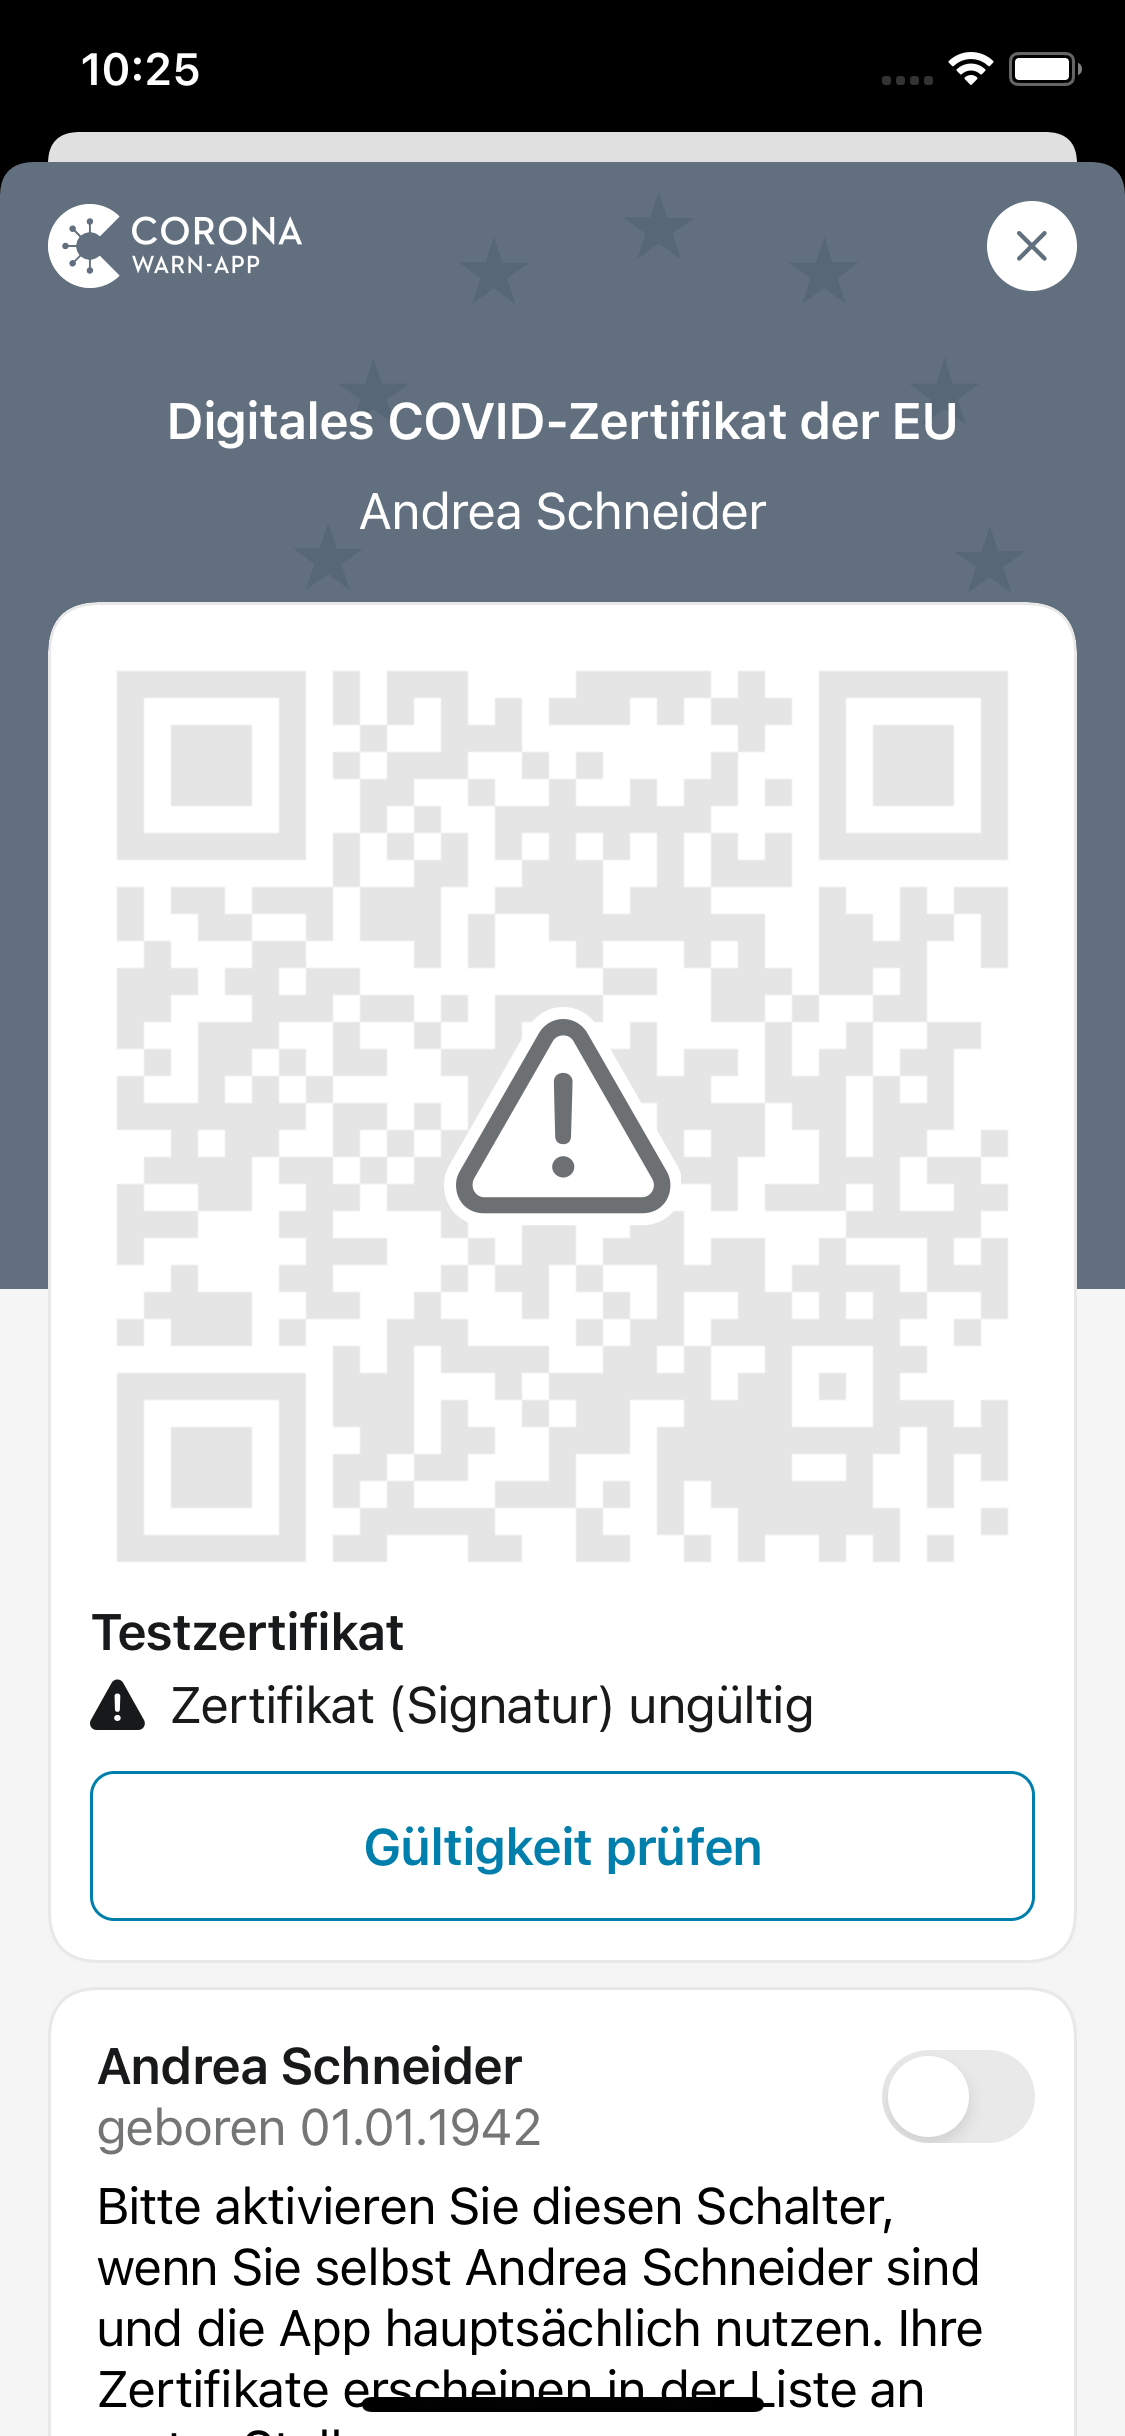 10:25
CORONA
WARN-APP
Digitales COVID-Zertifikat der EU
Andrea Schneider
Testzertifikat
Zertifikat (Signatur) ungültig
Gültigkeit prüfen
Andrea Schneider
geboren 01.01.1942
Bitte aktivieren Sie diesen Schalter,
wenn Sie selbst Andrea Schneider sind
und die App hauptsächlich nutzen. Ihre
Zertifikate erscheinen in der Liste an